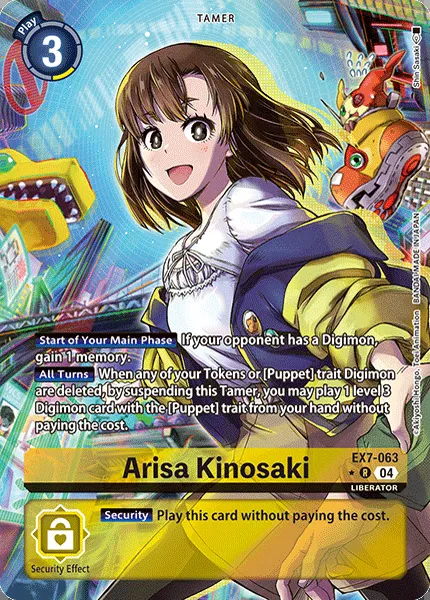 TAMER
Play
3
Shin Sasaki
Start of Your Main Phase If your opponent has a Digimon,
gain 1 memory.
All Turns When any of your Tokens or [Puppet] trait Digimon
are deleted, by suspending this Tamer, you may play 1 level 3
Digimon card with the [Puppet] trait from your hand without
paying the cost.
©Akiyoshi Hongo, Toei Animation BANDAI MADE IN JAPAN
Arisa Kinosaki
EX7-063
★ R 04
LIBERATOR
Security Play this card without paying the cost.
Security Effect